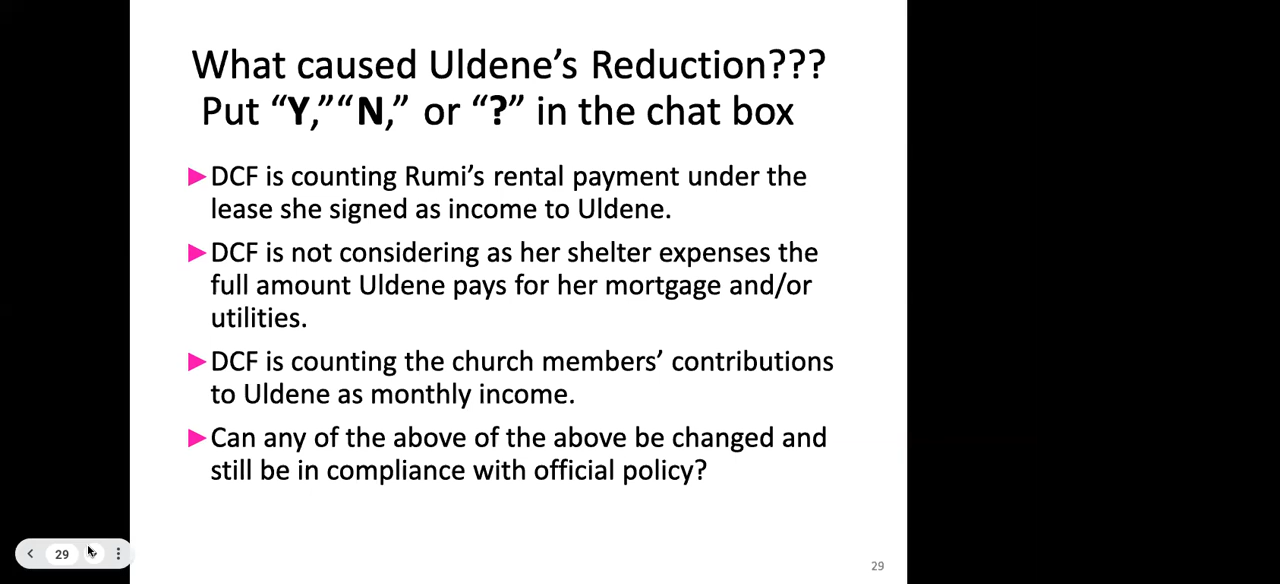 What caused Uldene’s Reduction???
Put “Y,”“N,” or “?” in the chat box
▶DCF is counting Rumi’s rental payment under the
lease she signed as income to Uldene.
▶DCF is not considering as her shelter expenses the
full amount Uldene pays for her mortgage and/or
utilities.
▶DCF is counting the church members’ contributions
to Uldene as monthly income.
▶Can any of the above of the above be changed and
still be in compliance with official policy?
29
29